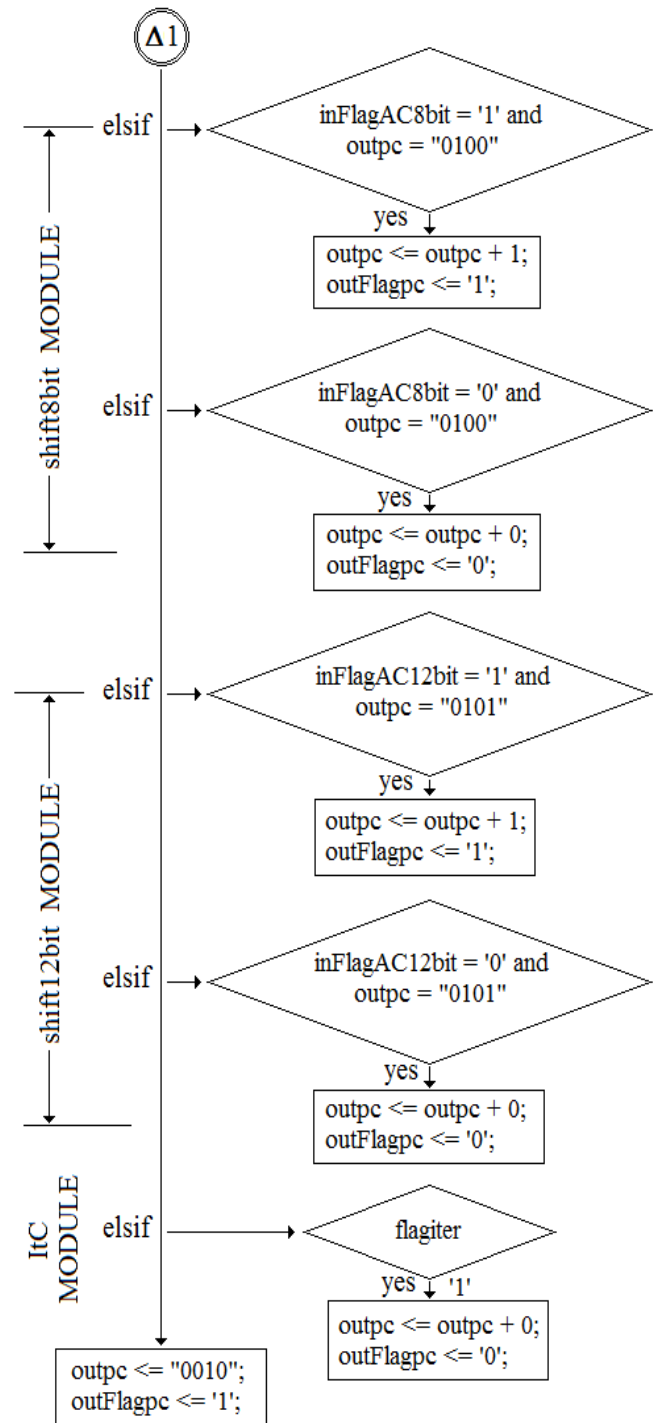 Δ1
elsif
inFlagAC8bit = '1' and
outpc = "0100"
yes
outpc <= outpc + 1;
outFlagpc <= '1';
shift8bit MODULE
elsif
inFlagAC8bit = '0' and
outpc = "0100"
yes
outpc <= outpc + 0;
outFlagpc <= '0';
elsif
inFlagAC12bit = '1' and
outpc = "0101"
yes
outpc <= outpc + 1;
outFlagpc <= '1';
shift12bit MODULE
elsif
inFlagAC12bit = '0' and
outpc = "0101"
yes
outpc <= outpc + 0;
outFlagpc <= '0';
ItC
MODULE
elsif
flagiter
yes '1'
outpc <= outpc + 0;
outFlagpc <= '0';
outpc <= "0010";
outFlagpc <= '1';